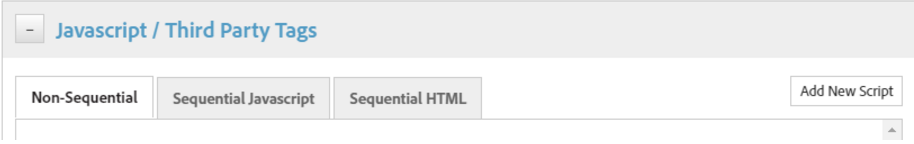 Javascript / Third Party Tags
Non-Sequential
Sequential Javascript
Sequential HTML
Add New Script